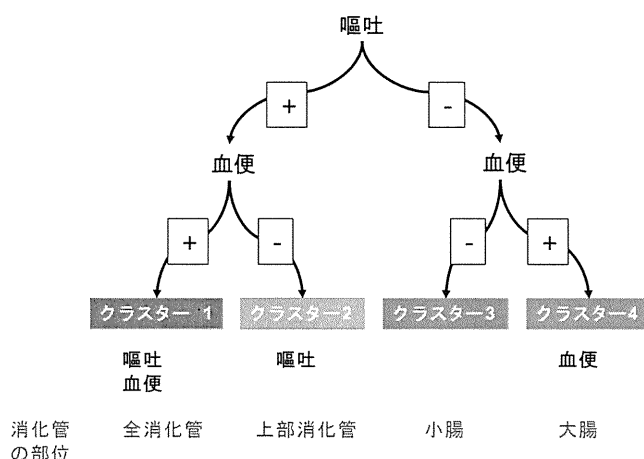 嘔吐
+ -
血便 血便
+ - - +
クラスター 1 クラスター2 クラスター3 クラスター4
嘔吐 嘔吐 血便
血便
消化管 全消化管 上部消化管 小腸 大腸
の部位